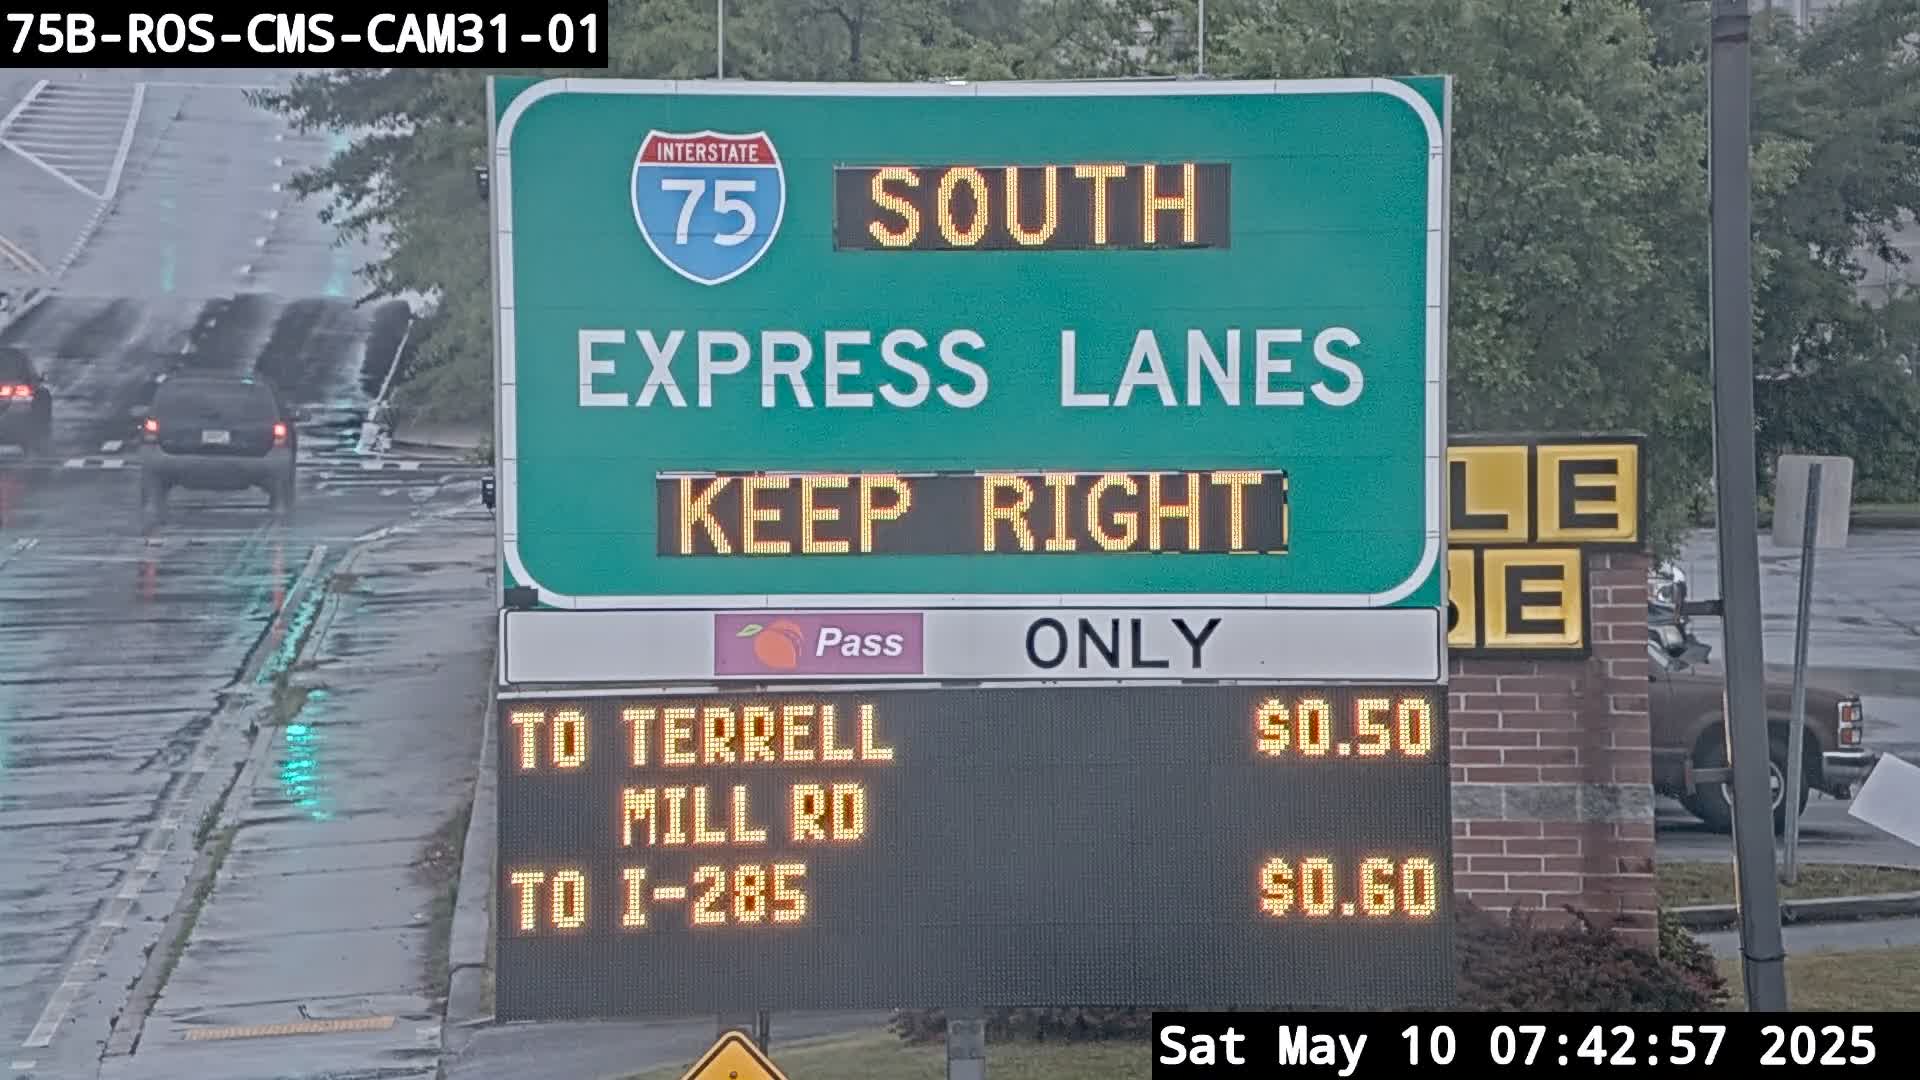 75B-ROS-CMS-CAM31-01
INTERSTATE
75
SOUTH
EXPRESS LANES
KEEP RIGHT
LE
E
Pass ONLY
TO TERRELL $0.50
MILL RD
TO I-285 $0.60
Sat May 10 07:42:57 2025